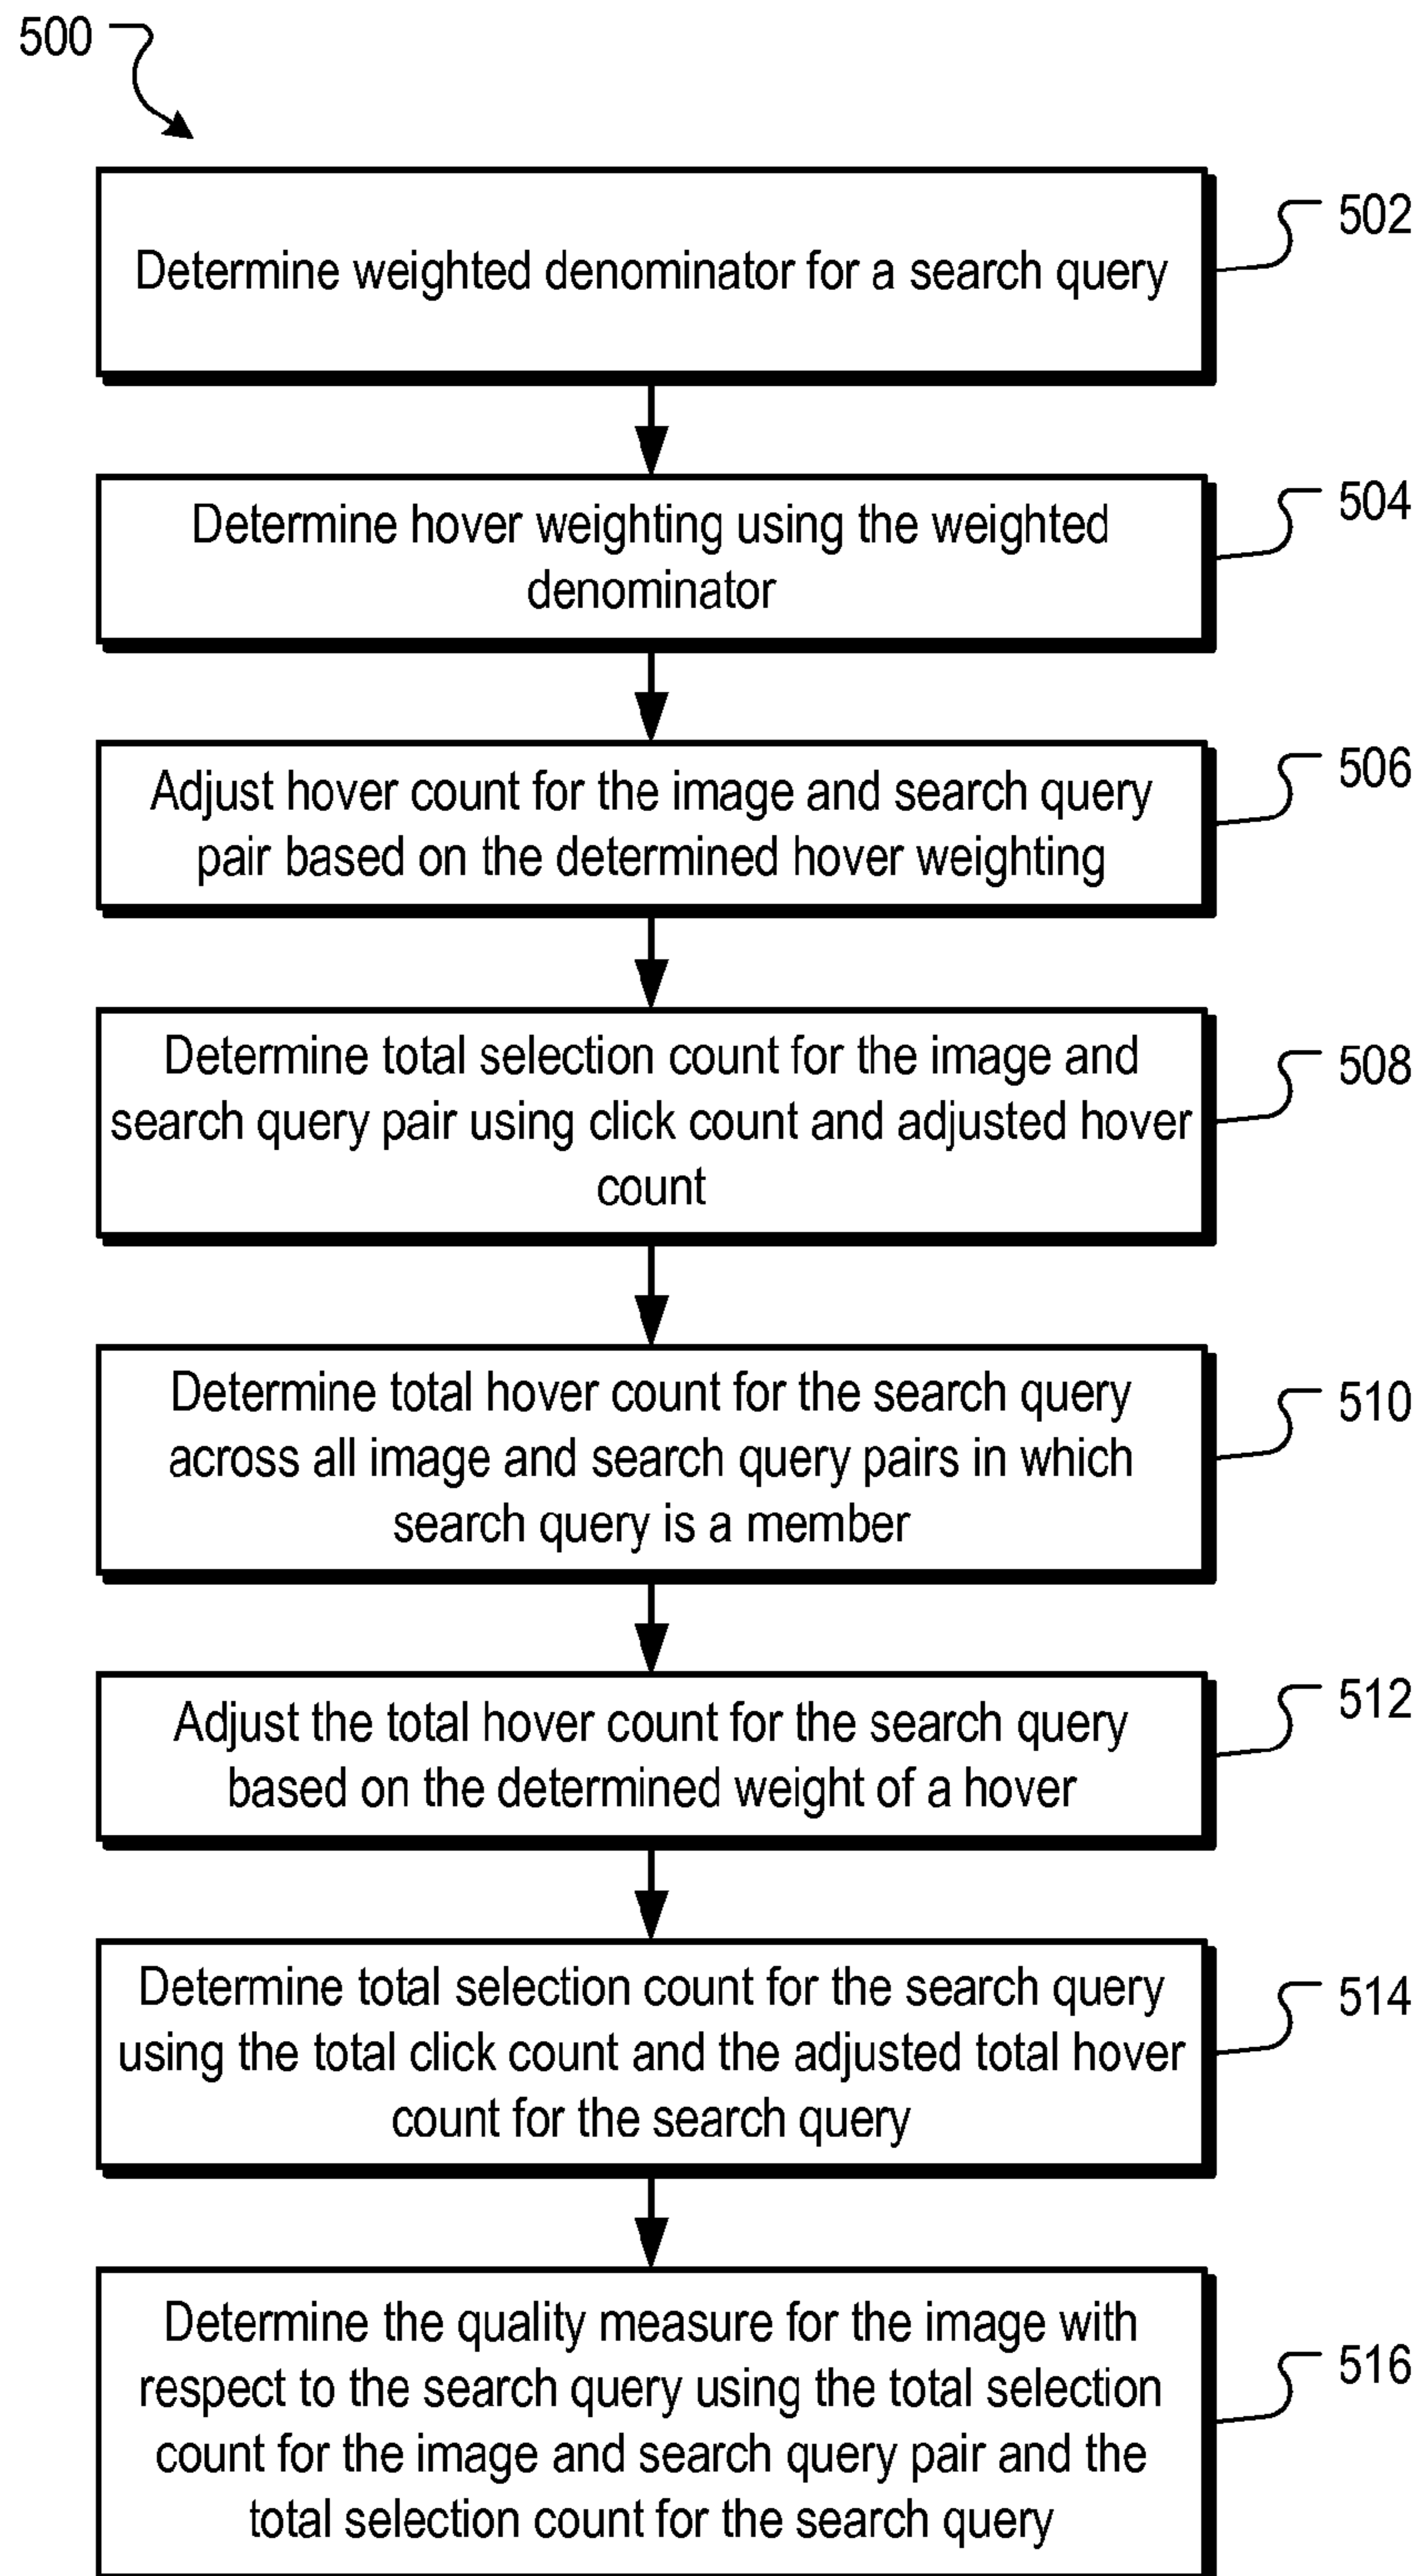 500
Determine weighted denominator for a search query
502
Determine hover weighting using the weighted
denominator
504
Adjust hover count for the image and search query
pair based on the determined hover weighting
506
Determine total selection count for the image and
search query pair using click count and adjusted hover
count
508
Determine total hover count for the search query
across all image and search query pairs in which
search query is a member
510
Adjust the total hover count for the search query
based on the determined weight of a hover
512
Determine total selection count for the search query
using the total click count and the adjusted total hover
count for the search query
514
Determine the quality measure for the image with
respect to the search query using the total selection
count for the image and search query pair and the
total selection count for the search query
516